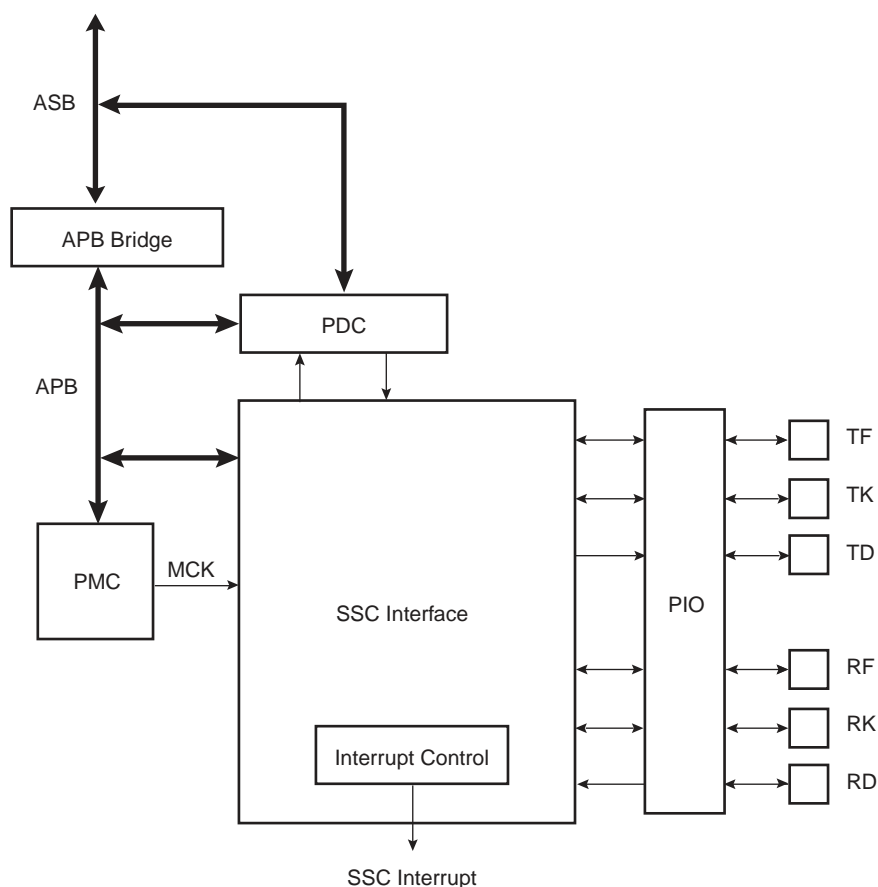 ASB
APB Bridge
PDC
APB
TF
TK
TD
PMC
MCK
SSC Interface
PIO
RF
RK
RD
Interrupt Control
SSC Interrupt